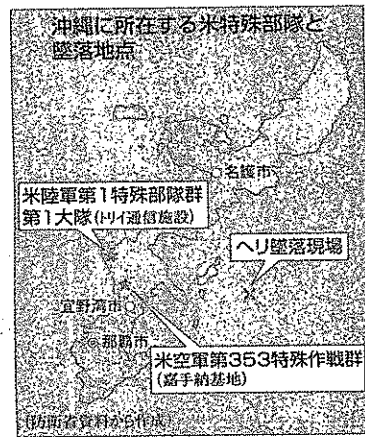 沖縄に所在する米特殊部隊と
墜落地点
名護市
米陸軍第1特殊部隊群
第1大隊(トリイ通信施設)
ヘリ墜落現場
宜野湾市
那覇市
米空軍第353特殊作戦群
(嘉手納基地)
(防衛省資料から作成